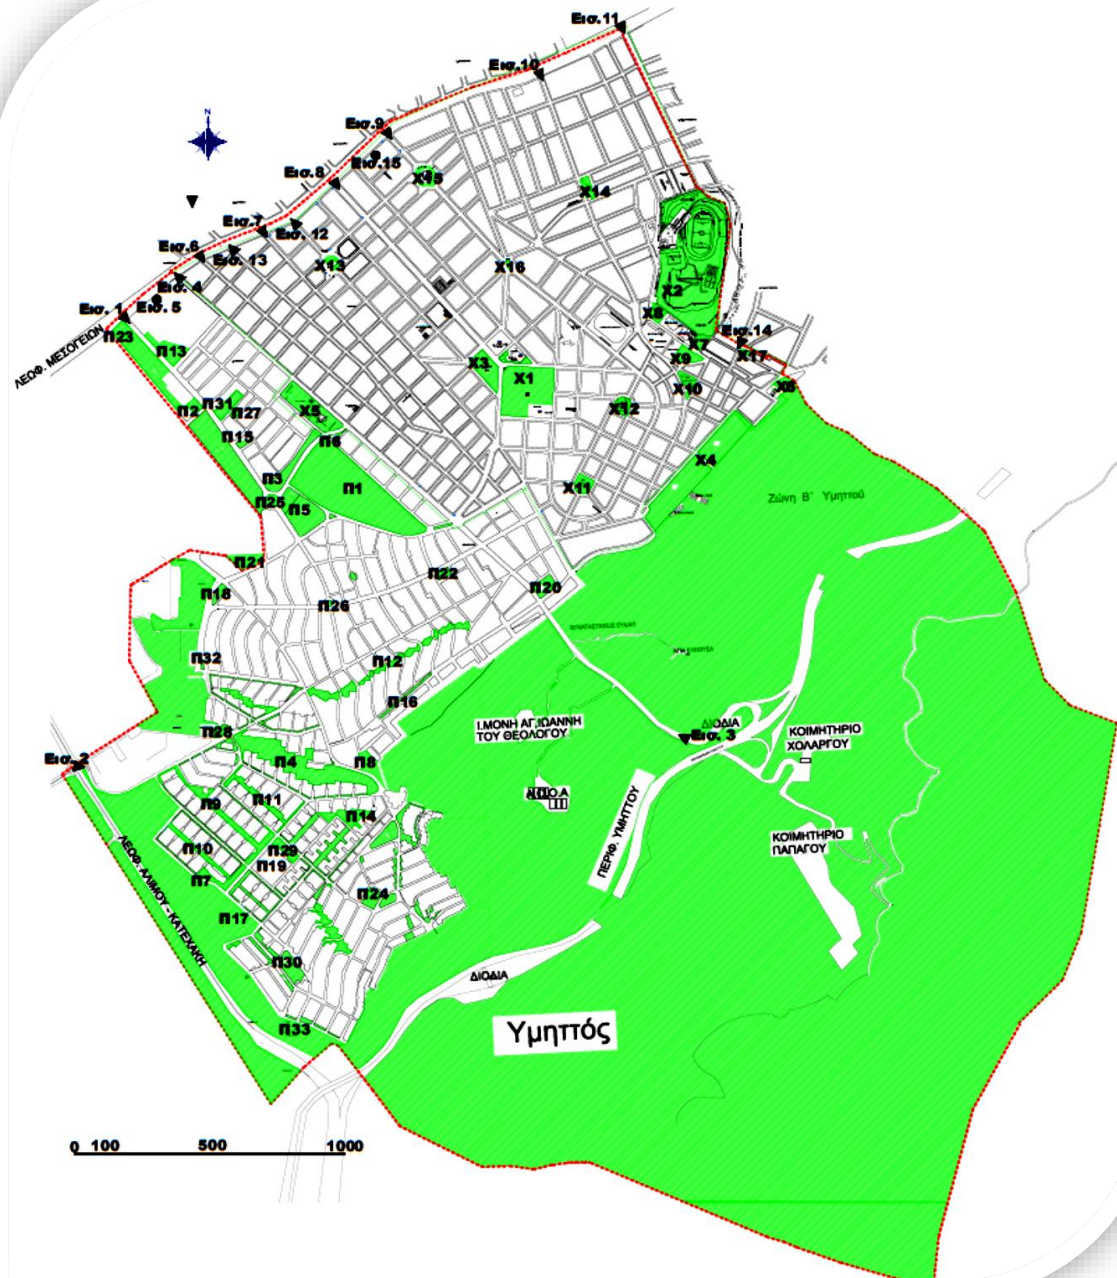 Εισ. 11
Εισ. 10
N
Εισ. 9
Εισ. 15
Εισ. 8
Χ15
Χ14
Εισ. 7
Εισ. 12
Εισ. 6
Εισ. 13
Χ13
Χ16
Εισ. 4
Χ2
Εισ. 1
Εισ. 5
Χ8
ΛΕΩΦ. ΜΕΣΟΓΕΙΩΝ
Π23
Εισ. 14
Χ7
Π13
Χ17
Χ3
Χ9
Χ1
Χ10
Π31
Π2
Π27
Χ5
Χ12
Π15
Π6
Χ4
Π3
Π1
Χ11
Ζώνη Β΄ Υμηττού
Π25
Π5
Π21
Π22
Π18
Π20
Π26
Π32
Π12
Π16
Ι.ΜΟΝΗ ΑΓ.ΙΩΑΝΝΗ
ΤΟΥ ΘΕΟΛΟΓΟΥ
ΔΙΟΔΙΑ
Εισ. 3
ΚΟΙΜΗΤΗΡΙΟ
ΧΟΛΑΡΓΟΥ
Π28
Εισ. 2
Π4
Π8
Π9
Π11
Π14
ΠΕΡΙΦ. ΥΜΗΤΤΟΥ
ΚΟΙΜΗΤΗΡΙΟ
ΠΑΠΑΓΟΥ
Π10
Π29
Π19
ΛΕΩΦ. ΑΛΙΜΟΥ - ΚΑΤΕΧΑΚΗ
Π7
Π24
Π17
Π30
ΔΙΟΔΙΑ
Π33
Υμηττός
0 100 500 1000